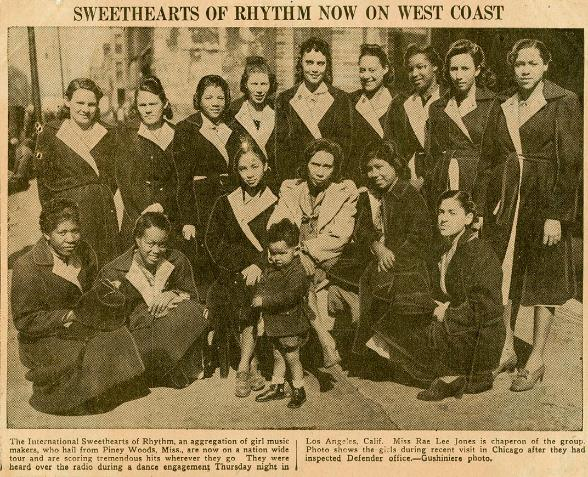 SWEETHEARTS OF RHYTHM NOW ON WEST COAST
The International Sweethearts of Rhythm, an aggregation of girl music
makers, who hail from Piney Woods, Miss., are now on a nation wide
tour and are scoring tremendous hits wherever they go They were
heard over the radio during a dance engagement Thursday night in
Los Angeles, Calif. Miss Rae Lee Jones is chaperon of the group.
Photo shows the girls during recent visit in Chicago after they had
inspected Defender office.—Gushiniere photo.